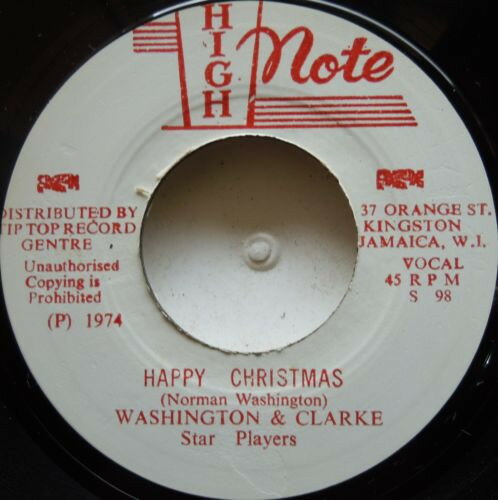 HIGH Note
DISTRIBUTED BY
TIP TOP RECORD
GENTRE
Unauthorised
Copying is
Prohibited
(P) 1974
37 ORANGE ST.
KINGSTON
JAMAICA, W.I.
VOCAL
45 RPM
S 98
HAPPY CHRISTMAS
(Norman Washington)
WASHINGTON & CLARKE
Star Players